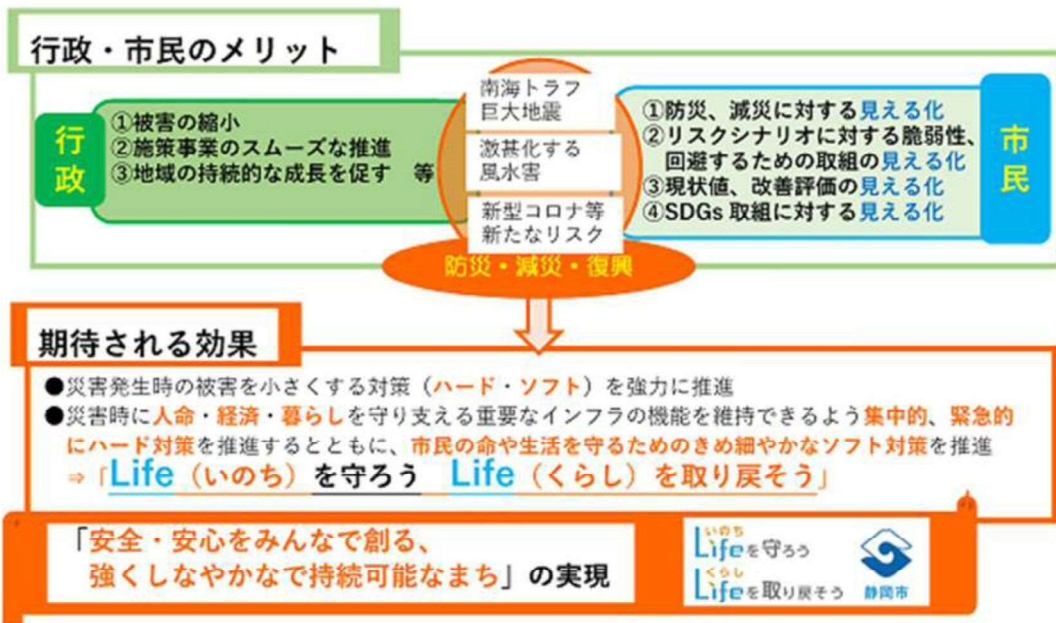 行政・市民のメリット
行政
①被害の縮小
②施策事業のスムーズな推進
③地域の持続的な成長を促す 等
南海トラフ
巨大地震
激甚化する
風水害
新型コロナ等
新たなリスク
防災・減災・復興
①防災、減災に対する見える化
②リスクシナリオに対する脆弱性、
回避するための取組の見える化
③現状値、改善評価の見える化
④SDGs 取組に対する見える化
市民
期待される効果
●災害発生時の被害を小さくする対策(ハード・ソフト)を強力に推進
●災害時に人命・経済・暮らしを守り支える重要なインフラの機能を維持できるよう集中的、緊急的
にハード対策を推進するとともに、市民の命や生活を守るためのきめ細やかなソフト対策を推進
⇒「Life(いのち)を守ろう Life(くらし)を取り戻そう」
「安全・安心をみんなで創る、
強くしなやかなで持続可能なまち」の実現
いのち
Lifeを守ろう
くらし
Lifeを取り戻そう
静岡市